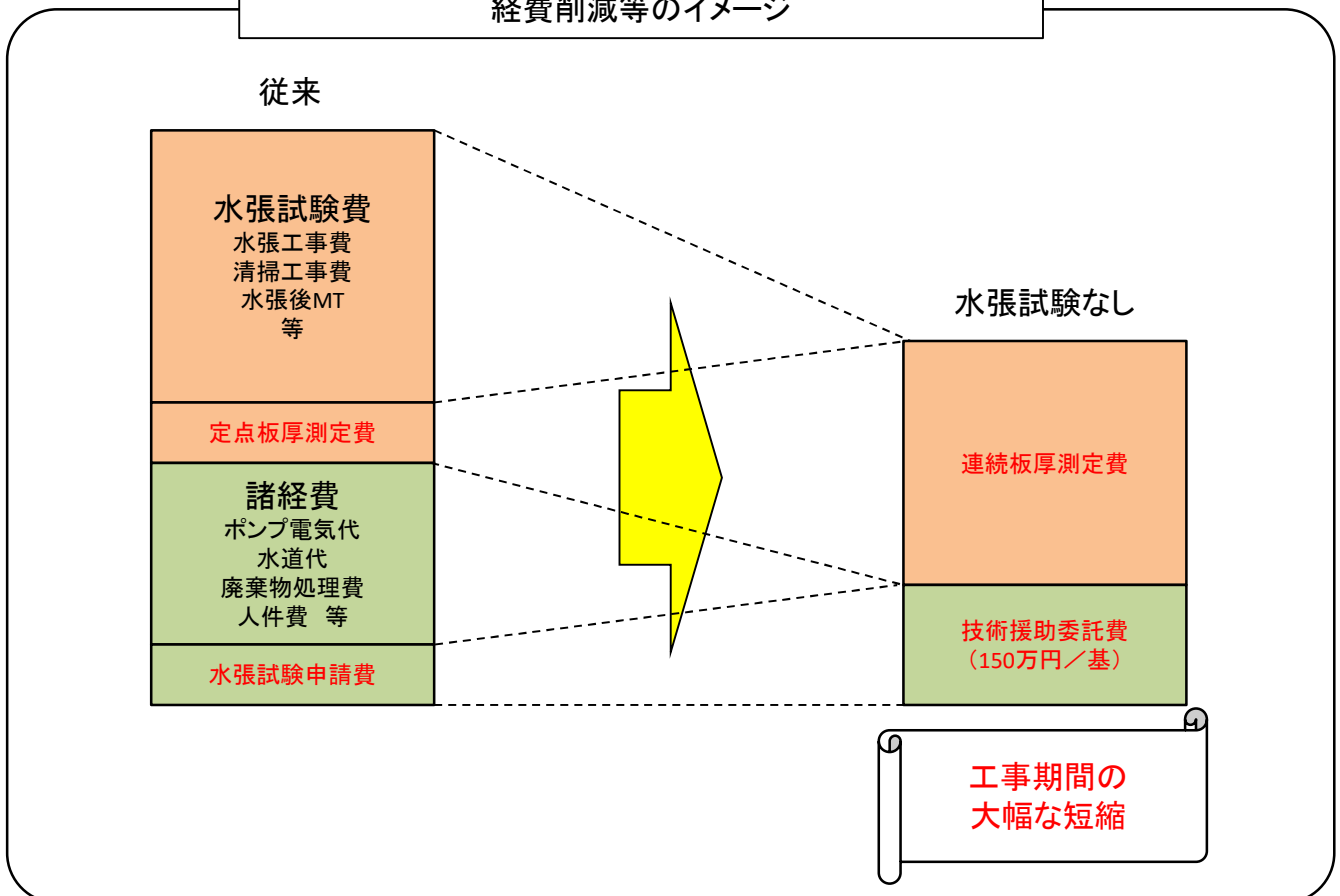 経費削減等のイメージ
従来
水張試験費
水張工事費
清掃工事費
水張後MT
等
定点板厚測定費
諸経費
ポンプ電気代
水道代
廃棄物処理費
人件費　等
水張試験申請費
水張試験なし
連続板厚測定費
技術援助委託費
（150万円／基）
工事期間の
大幅な短縮